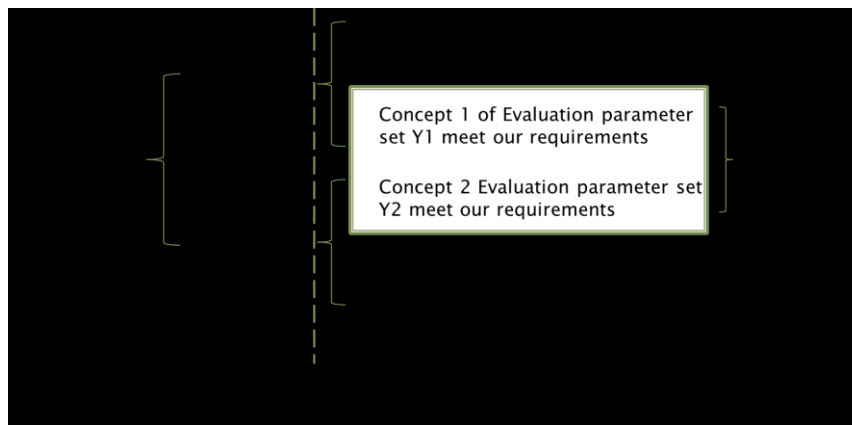 Concept 1 of Evaluation parameter
set Y1 meet our requirements
Concept 2 Evaluation parameter set
Y2 meet our requirements